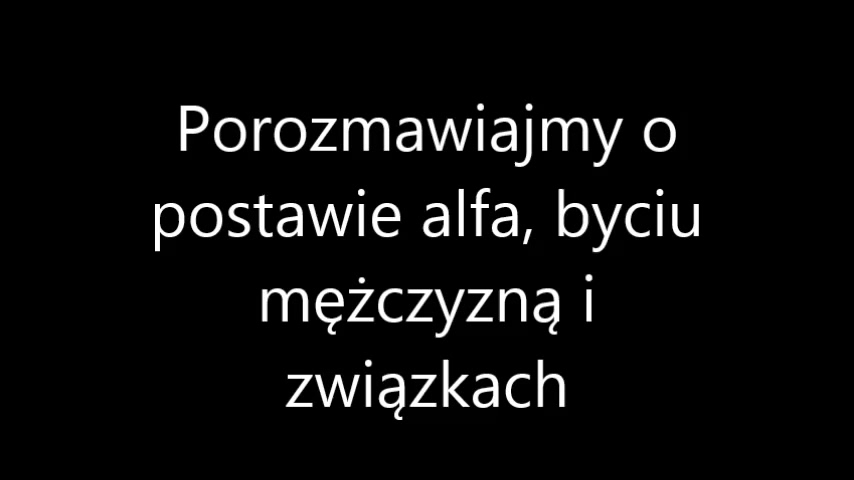 Porozmawiajmy o
postawie alfa, byciu
mężczyzną i
związkach